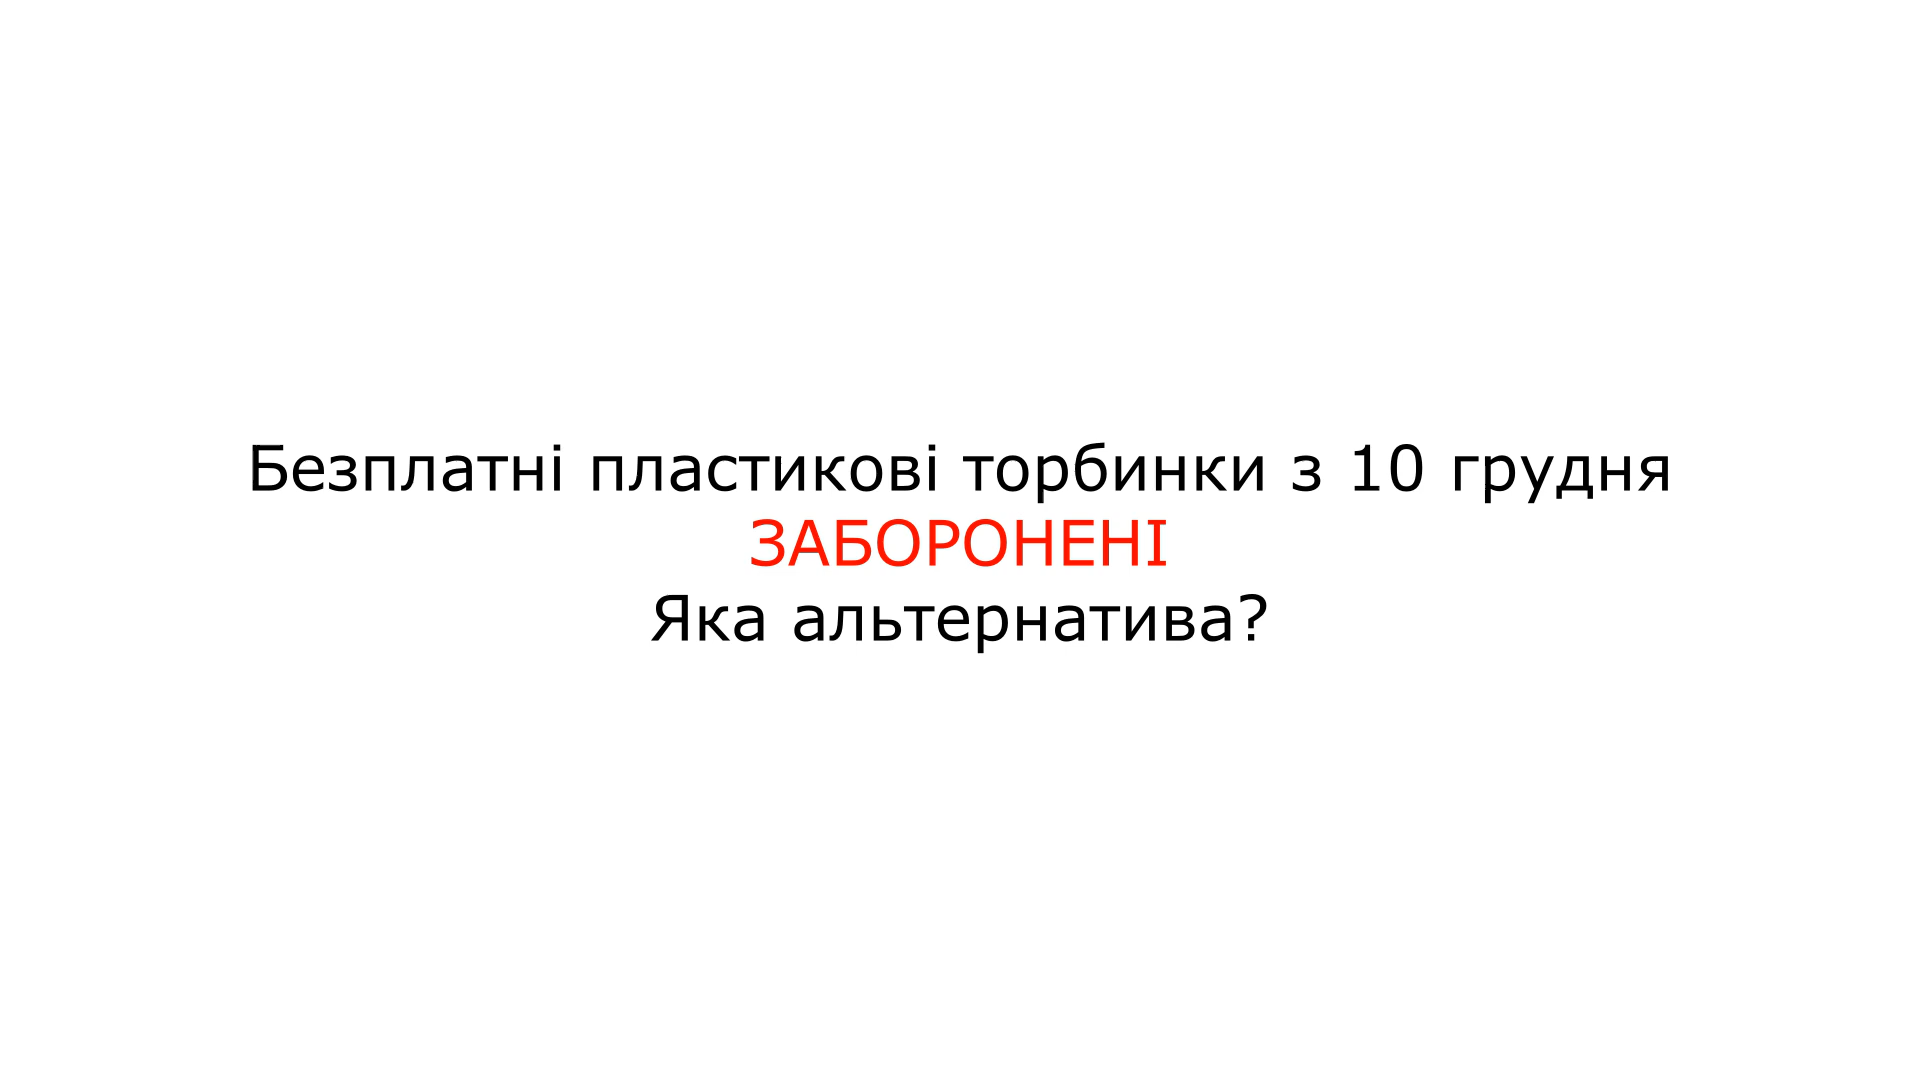 Безплатні пластикові торбинки з 10 грудня
ЗАБОРОНЕНІ
Яка альтернатива?